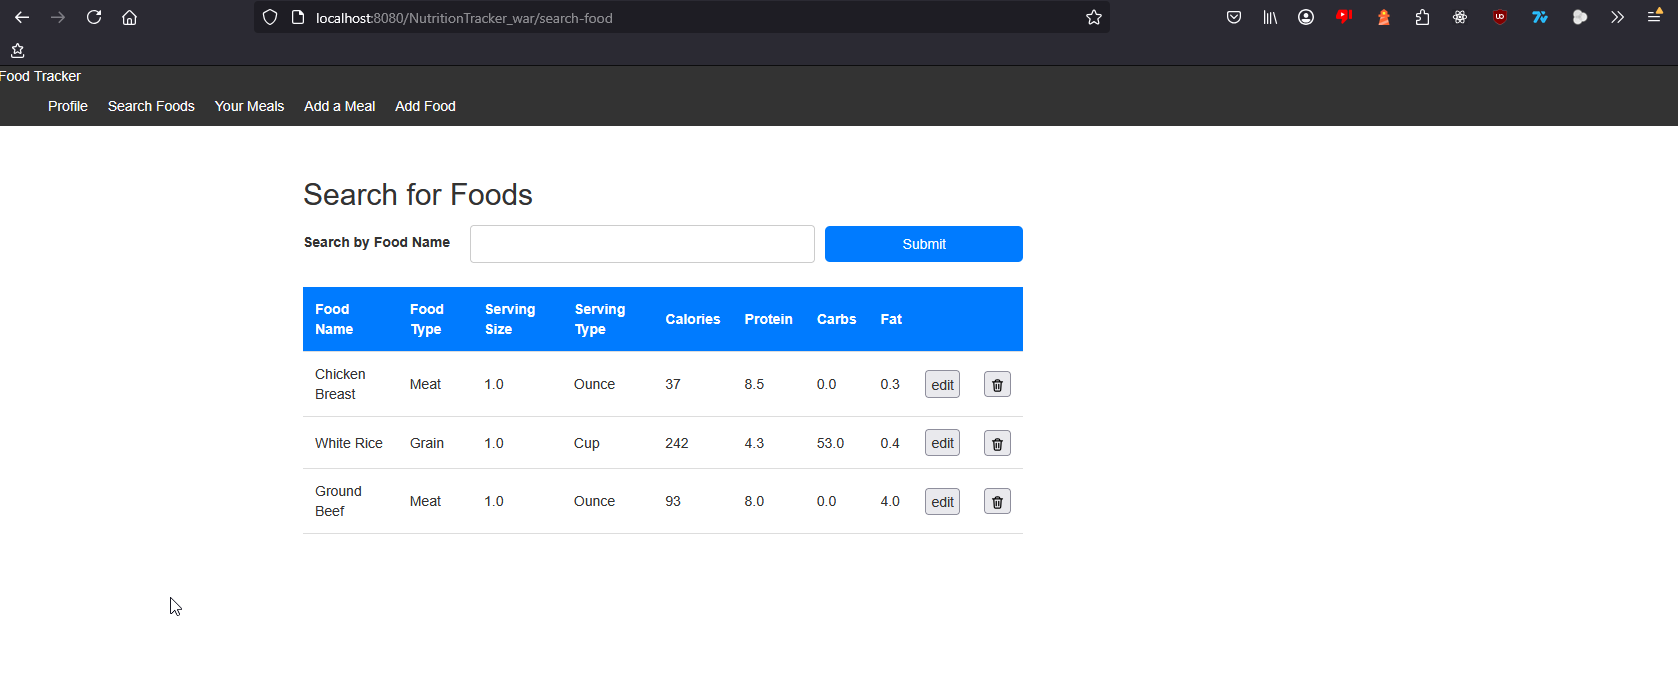 localhost:8080/NutritionTracker_war/search-food
Food Tracker
Profile Search Foods Your Meals Add a Meal Add Food
Search for Foods
Search by Food Name Submit
Food Name Food Type Serving Size Serving Type Calories Protein Carbs Fat
Chicken Breast Meat 1.0 Ounce 37 8.5 0.0 0.3 edit
White Rice Grain 1.0 Cup 242 4.3 53.0 0.4 edit
Ground Beef Meat 1.0 Ounce 93 8.0 0.0 4.0 edit